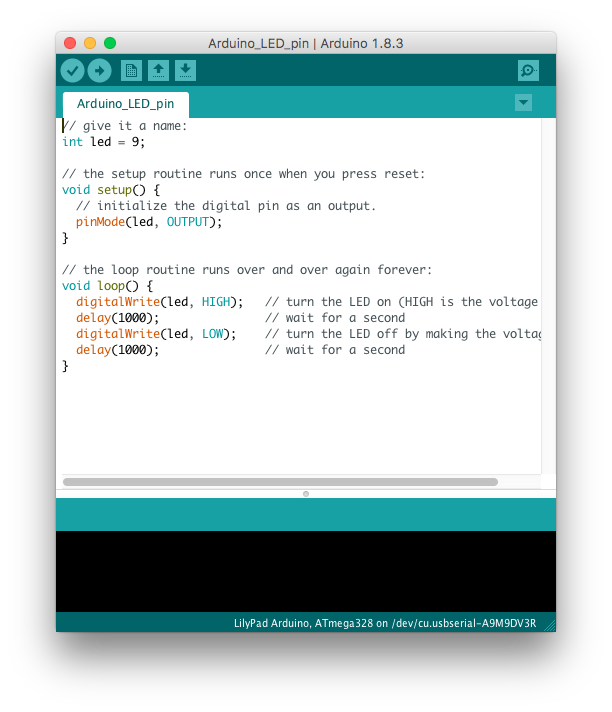 Arduino_LED_pin | Arduino 1.8.3
Arduino_LED_pin
// give it a name:
int led = 9;
// the setup routine runs once when you press reset:
void setup() {
// initialize the digital pin as an output.
pinMode(led, OUTPUT);
}
// the loop routine runs over and over again forever:
void loop() {
digitalWrite(led, HIGH);   // turn the LED on (HIGH is the voltage
delay(1000);               // wait for a second
digitalWrite(led, LOW);    // turn the LED off by making the voltag
delay(1000);               // wait for a second
}
LilyPad Arduino, ATmega328 on /dev/cu.usbserial-A9M9DV3R